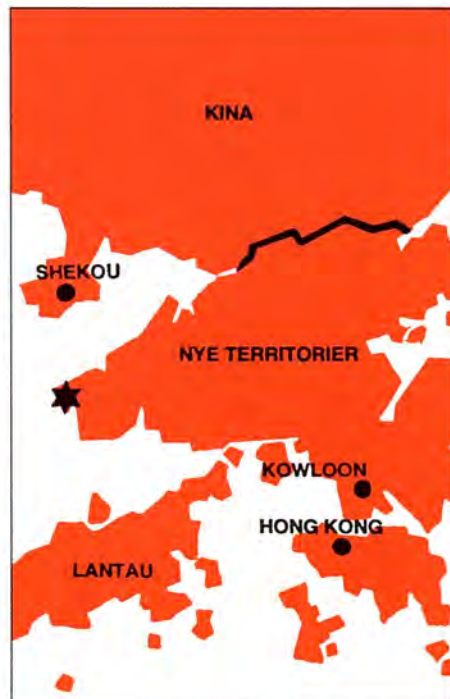 KINA
SHEKOU
NYE TERRITORIER
KOWLOON
HONG KONG
LANTAU